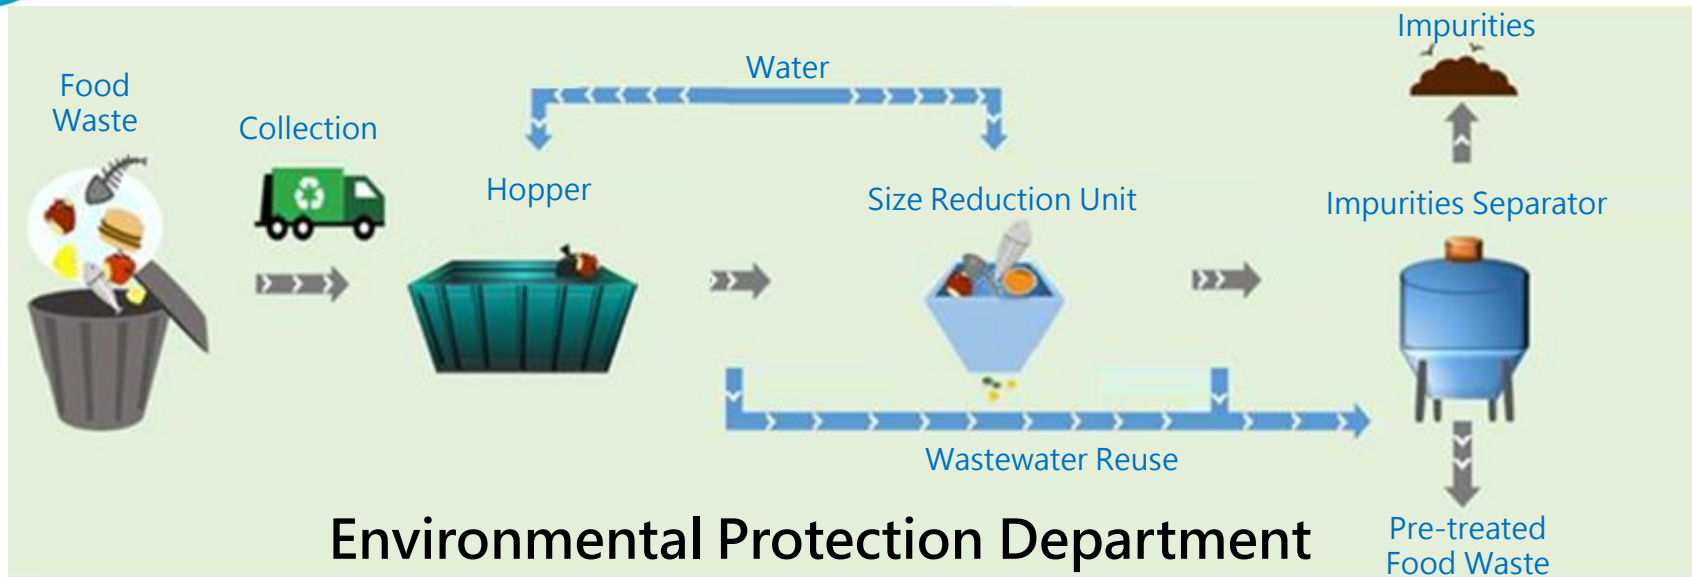 Food
Waste
Collection
Hopper
Water
Size Reduction Unit
Impurities
Impurities Separator
Wastewater Reuse
Pre-treated
Food Waste
Environmental Protection Department